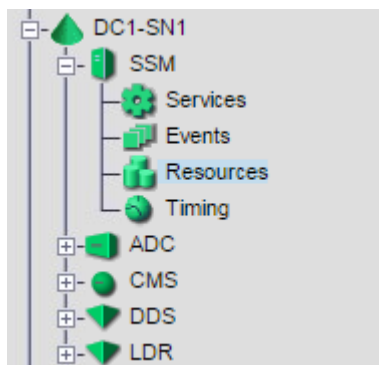 DC1-SN1
SSM
Services
Events
Resources
Timing
ADC
CMS
DDS
LDR